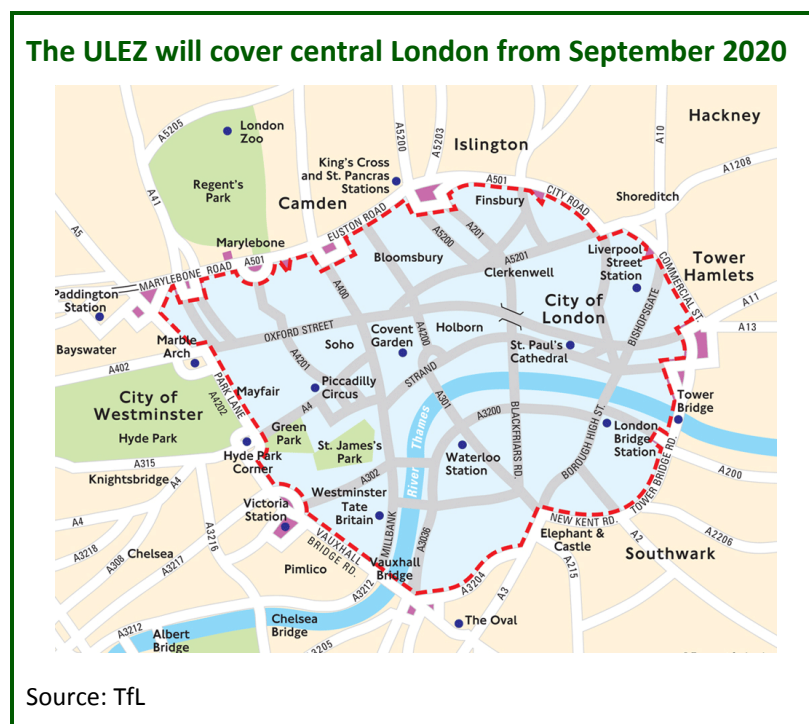 The ULEZ will cover central London from September 2020
Hackney
A5205
London
Zoo
A5200
A5203
Islington
A10
A1208
King's Cross
and St. Pancras
Stations
A501
CITY ROAD
Regent's
Park
A41
Camden
Finsbury
Shoreditch
A5
EUSTON ROAD
Marylebone
A5200
A201
Bloomsbury
A5201
Liverpool
Street
Station
COMMERCIAL ST.
Tower
Hamlets
MARYLEBONE ROAD
A501
A400
Clerkenwell
Paddington
Station
City of
London
BISHOPSGATE
A11
A13
OXFORD STREET
Covent
Garden
A4200
Holborn
Bayswater
Marble
Arch
Soho
St. Paul's
Cathedral
A402
A4201
STRAND
PARK LANE
A4202
Mayfair
Piccadilly
Circus
A301
Tower
Bridge
City of
Westminster
Hyde Park
A4
Green
Park
River Thames
A3200
BLACKFRIARS RD.
BOROUGH HIGH ST.
London
Bridge
Station
St. James's
Park
Waterloo
Station
TOWER BRIDGE RD.
A315
Hyde Park
Corner
A302
A200
Knightsbridge
A4
Victoria
Station
Westminster
Tate
Britain
MILLBANK
A3036
NEW KENT RD.
A2
A2206
A4
A3218
A308
A3217
Chelsea
A3216
VAUXHALL
BRIDGE RD.
Elephant &
Castle
Southwark
Pimlico
Vauxhall
Bridge
A3212
A3204
A3
A215
A3212
Albert
Bridge
Chelsea
Bridge
The Oval
A3205
Source: TfL